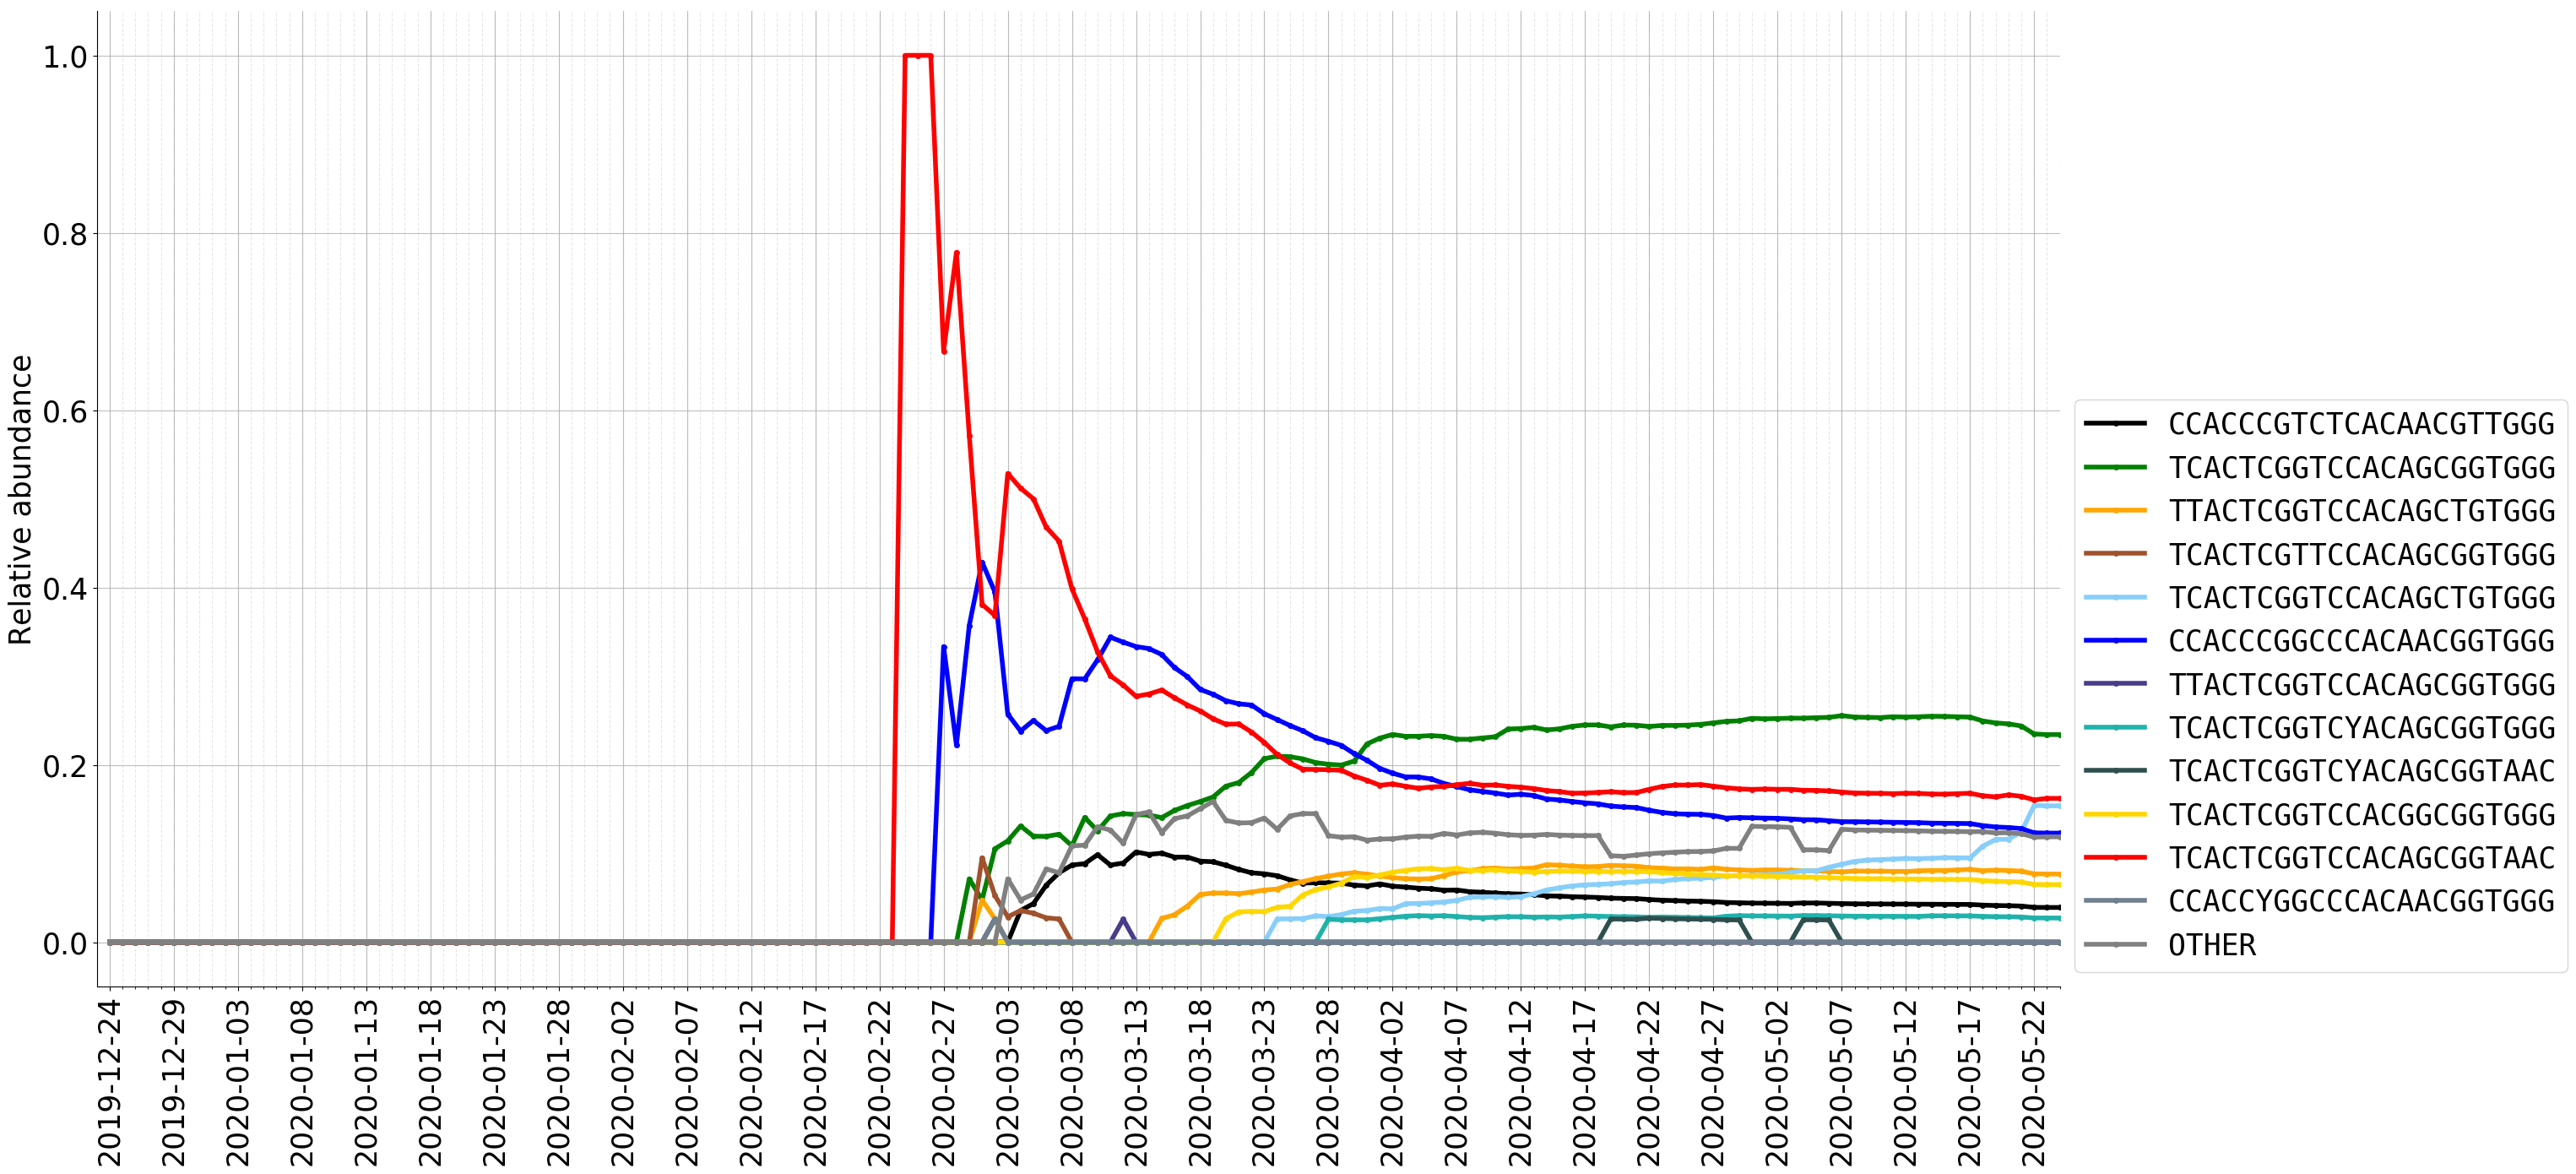 Relative abundance
1.0
0.8
0.6
0.4
0.2
0.0
2019-12-24
2019-12-29
2020-01-03
2020-01-08
2020-01-13
2020-01-18
2020-01-23
2020-01-28
2020-02-02
2020-02-07
2020-02-12
2020-02-17
2020-02-22
2020-02-27
2020-03-03
2020-03-08
2020-03-13
2020-03-18
2020-03-23
2020-03-28
2020-04-02
2020-04-07
2020-04-12
2020-04-17
2020-04-22
2020-04-27
2020-05-02
2020-05-07
2020-05-12
2020-05-17
2020-05-22
CCACCCGTCTCACAACGTTGGG
TCACTCGGTCCACAGCGGTGGG
TTACTCGGTCCACAGCTGTGGG
TCACTCGTTCCACAGCGGTGGG
TCACTCGGTCCACAGCTGTGGG
CCACCCGGCCCACAACGGTGGG
TTACTCGGTCCACAGCGGTGGG
TCACTCGGTCYACAGCGGTGGG
TCACTCGGTCYACAGCGGTAAC
TCACTCGGTCCACGGCGGTGGG
TCACTCGGTCCACAGCGGTAAC
CCACCYGGCCCACAACGGTGGG
OTHER